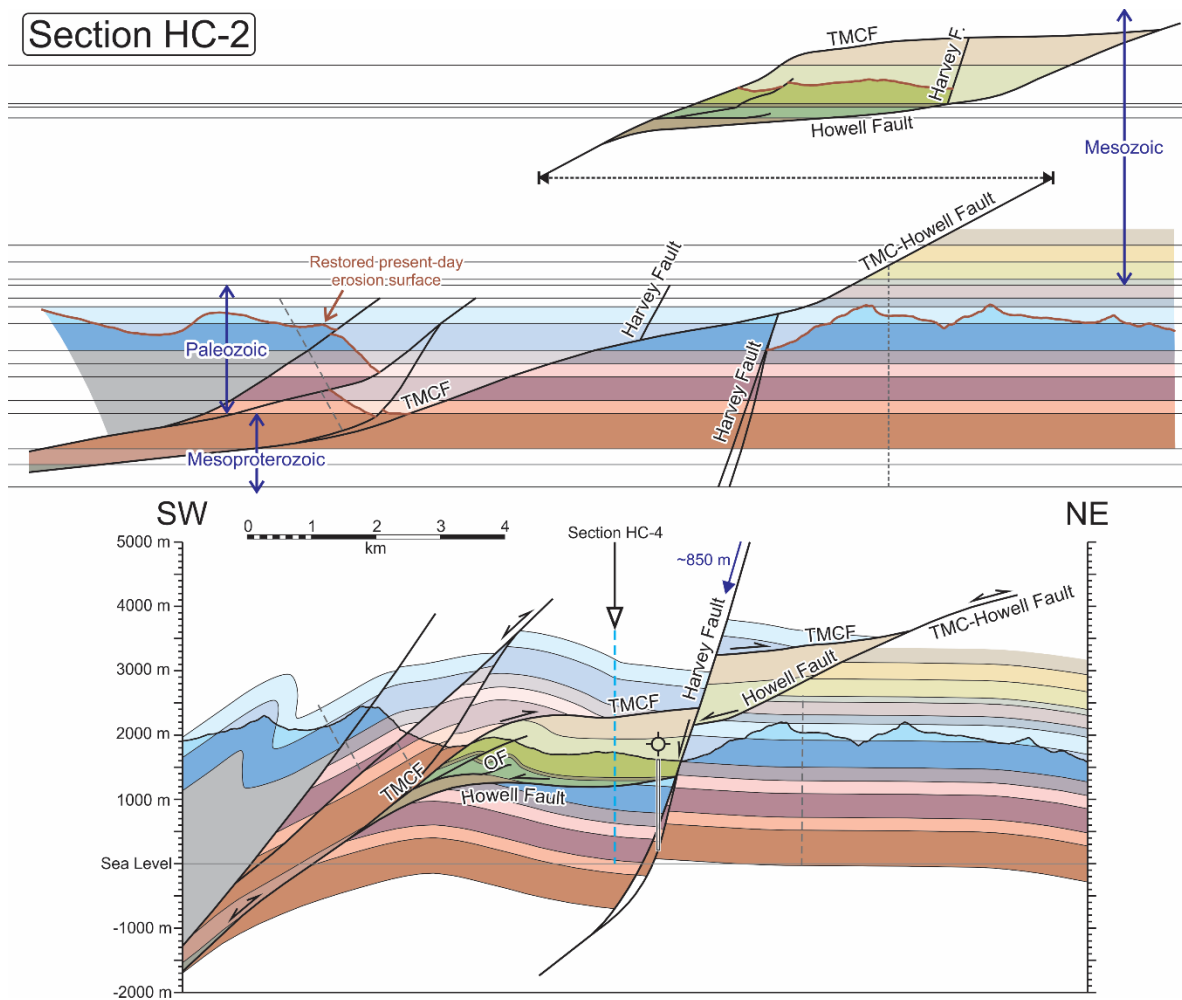 Section HC-2
TMCF
Harvey F.
Howell Fault
Mesozoic
TMC-Howell Fault
Restored present-day
erosion surface
Harvey Fault
Paleozoic
TMCF
Harvey Fault
Mesoproterozoic
SW
NE
0 1 2 3 4
km
Section HC-4
~850 m
5000 m
4000 m
3000 m
2000 m
1000 m
Sea Level
-1000 m
-2000 m
Harvey Fault
TMCF
TMC-Howell Fault
Howell Fault
TMCF
OF
TMCF
Howell Fault